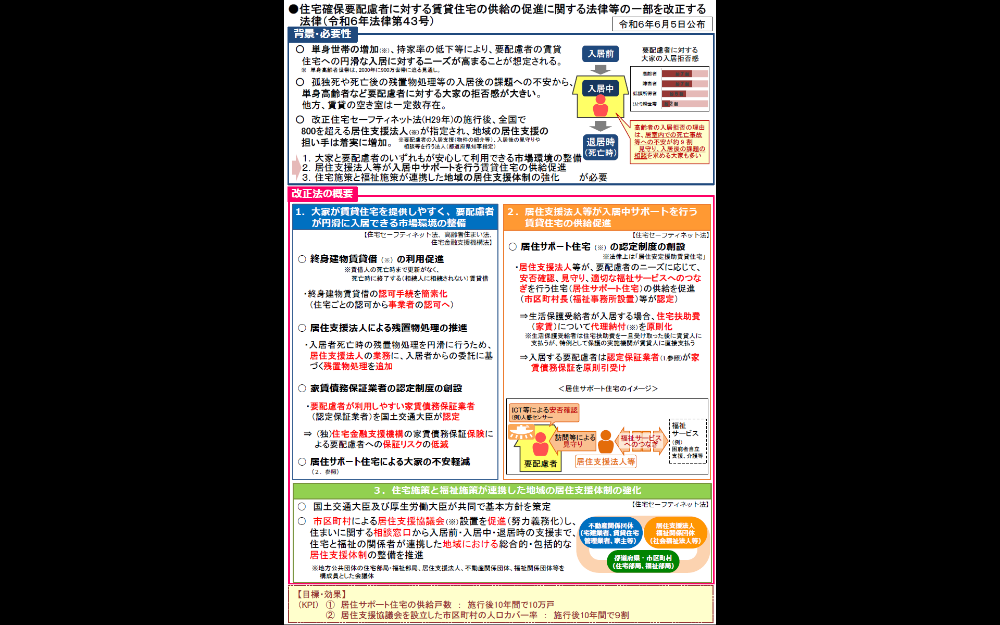 ●住宅確保要配慮者に対する賃貸住宅の供給の促進に関する法律等の一部を改正する
法律（令和６年法律第４３号）
令和６年６月５日公布
背景・必要性
○ 単身世帯の増加（※）、持家率の低下等により、要配慮者の賃貸
住宅への円滑な入居に対するニーズが高まることが想定される。
※ 単身高齢者世帯は、2030年に900万世帯に迫る見通し。
○ 孤独死や死亡後の残置物処理等の入居後の課題への不安から、
単身高齢者など要配慮者に対する大家の拒否感が大きい。
他方、賃貸の空き室は一定数存在。
○ 改正住宅セーフティネット法（H29年）の施行後、全国で
800を超える居住支援法人（※）が指定され、地域の居住支援の
担い手は着実に増加。
※要配慮者の入居支援（物件の紹介等）、入居後の見守りや
相談等を行う法人（都道府県知事指定）
１．大家と要配慮者のいずれもが安心して利用できる市場環境の整備
２．居住支援法人等が入居中サポートを行う賃貸住宅の供給促進
３．住宅施策と福祉施策が連携した地域の居住支援体制の強化 が必要
入居前
入居中
退居時
（死亡時）
要配慮者に対する
大家の入居拒否感
高齢者 約７割
障害者 約７割
低額所得者 約５割
ひとり親世帯 約２割
高齢者の入居拒否の理由
は、居室内での死亡事故
等への不安が約９割
見守り、入居後の課題の
相談を求める大家も多い
改正法の概要
１．大家が賃貸住宅を提供しやすく、要配慮者
が円滑に入居できる市場環境の整備
【住宅セーフティネット法、高齢者住まい法、
住宅金融支援機構法】
○ 終身建物賃貸借（※）の利用促進
※賃借人の死亡時まで更新がなく、
死亡時に終了する（相続人に相続されない）賃貸借
・終身建物賃貸借の認可手続を簡素化
（住宅ごとの認可から事業者の認可へ）
○ 居住支援法人による残置物処理の推進
・入居者死亡時の残置物処理を円滑に行うため、
居住支援法人の業務に、入居者からの委託に基
づく残置物処理を追加
○ 家賃債務保証業者の認定制度の創設
・要配慮者が利用しやすい家賃債務保証業者
（認定保証業者）を国土交通大臣が認定
⇒ （独）住宅金融支援機構の家賃債務保証保険に
よる要配慮者への保証リスクの低減
○ 居住サポート住宅による大家の不安軽減
（２．参照）
２．居住支援法人等が入居中サポートを行う
賃貸住宅の供給促進
【住宅セーフティネット法】
○ 居住サポート住宅（※）の認定制度の創設
※法律上は「居住安定援助賃貸住宅」
・居住支援法人等が、要配慮者のニーズに応じて、
安否確認、見守り、適切な福祉サービスへのつな
ぎを行う住宅（居住サポート住宅）の供給を促進
（市区町村長（福祉事務所設置）等が認定）
⇒生活保護受給者が入居する場合、住宅扶助費
（家賃）について代理納付（※）を原則化
※生活保護受給者は住宅扶助費を一旦受け取った後に賃貸人に
支払うが、特例として保護の実施機関が賃貸人に直接支払う
⇒入居する要配慮者は認定保証業者（1.参照）が家
賃債務保証を原則引受け
＜居住サポート住宅のイメージ＞
ICT等による安否確認
（例）人感センサー
訪問等による
見守り
福祉サービス
へのつなぎ
福祉
サービス
（例）
困窮者自立
支援、介護等
要配慮者
居住支援法人等
３．住宅施策と福祉施策が連携した地域の居住支援体制の強化
【住宅セーフティネット法】
○ 国土交通大臣及び厚生労働大臣が共同で基本方針を策定
○ 市区町村による居住支援協議会（※）設置を促進（努力義務化）し、
住まいに関する相談窓口から入居前・入居中・退居時の支援まで、
住宅と福祉の関係者が連携した地域における総合的・包括的な
居住支援体制の整備を推進
※地方公共団体の住宅部局・福祉部局、居住支援法人、不動産関係団体、福祉関係団体等を
構成員とした会議体
不動産関係団体
（宅建業者、賃貸住宅
管理業者、家主等）
居住支援法人
福祉関係団体
（社会福祉法人等）
都道府県・市区町村
（住宅部局、福祉部局）
【目標・効果】
（KPI） ① 居住サポート住宅の供給戸数 ： 施行後10年間で10万戸
② 居住支援協議会を設立した市区町村の人口カバー率 ： 施行後10年間で９割